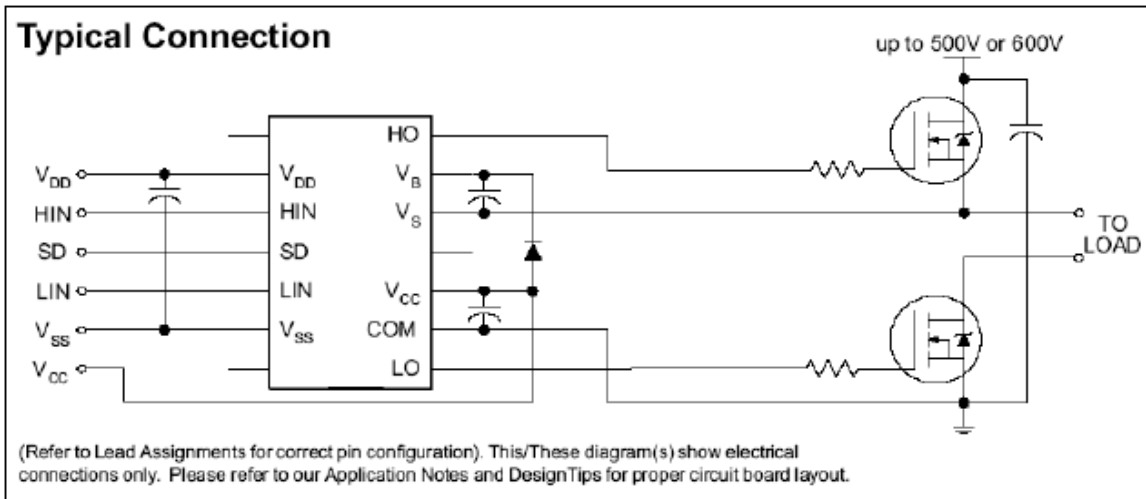 Typical Connection
up to 500V or 600V
HO
VDD VDD VB
HIN HIN VS
TO
LOAD
SD SD
LIN LIN VCC
VSS VSS COM
VCC LO
(Refer to Lead Assignments for correct pin configuration). This/These diagram(s) show electrical
connections only. Please refer to our Application Notes and DesignTips for proper circuit board layout.